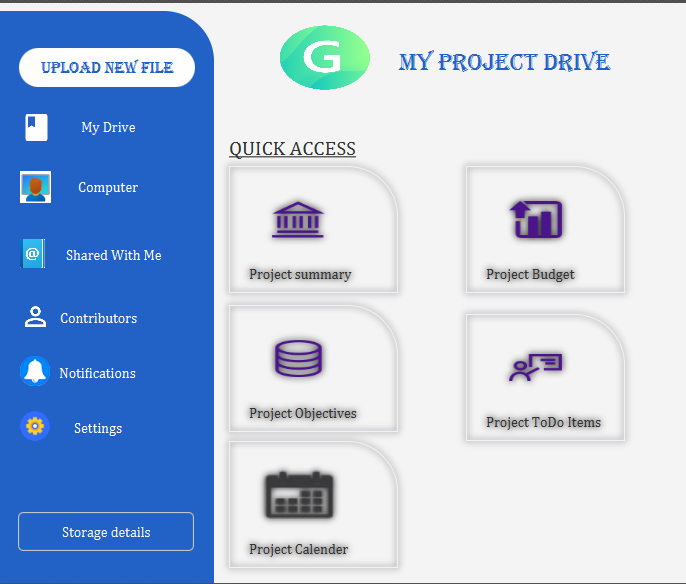 UPLOAD NEW FILE
My Drive
Computer
@
Shared With Me
Contributors
Notifications
Settings
Storage details
G
MY PROJECT DRIVE
QUICK ACCESS
Project summary
Project Budget
Project Objectives
Project ToDo Items
Project Calender